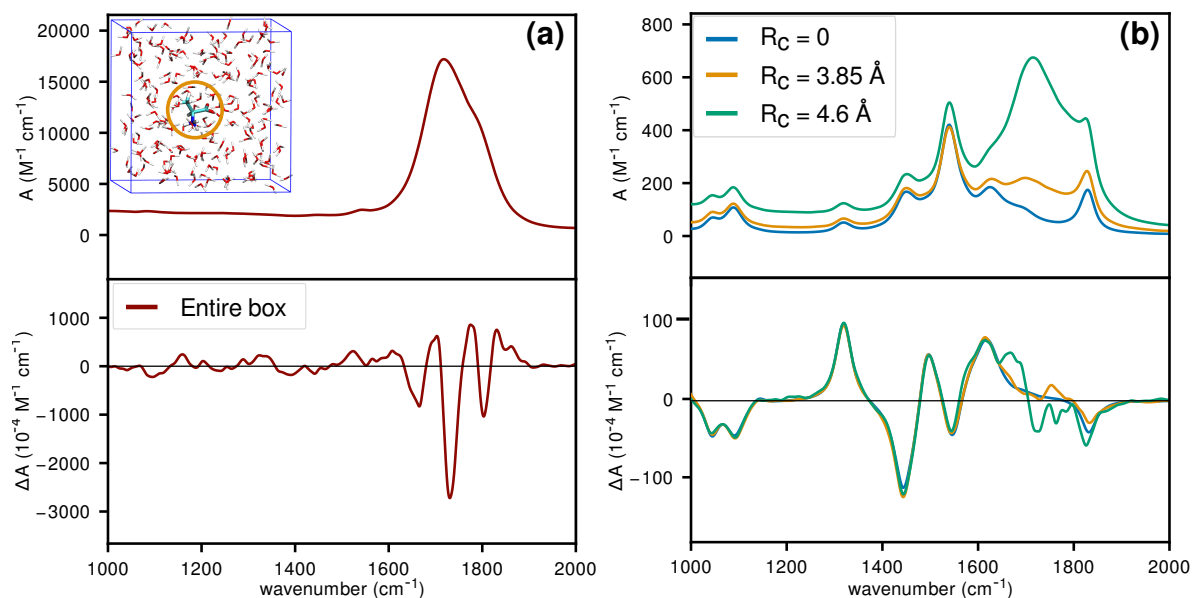 (a)
A (M⁻¹ cm⁻¹)
20000
15000
10000
5000
0
Entire box
ΔA (10⁻⁴ M⁻¹ cm⁻¹)
1000
0
−1000
−2000
−3000
1000 1200 1400 1600 1800 2000
wavenumber (cm⁻¹)
(b)
R_C = 0
R_C = 3.85 Å
R_C = 4.6 Å
A (M⁻¹ cm⁻¹)
800
600
400
200
0
ΔA (10⁻⁴ M⁻¹ cm⁻¹)
100
0
−100
1000 1200 1400 1600 1800 2000
wavenumber (cm⁻¹)